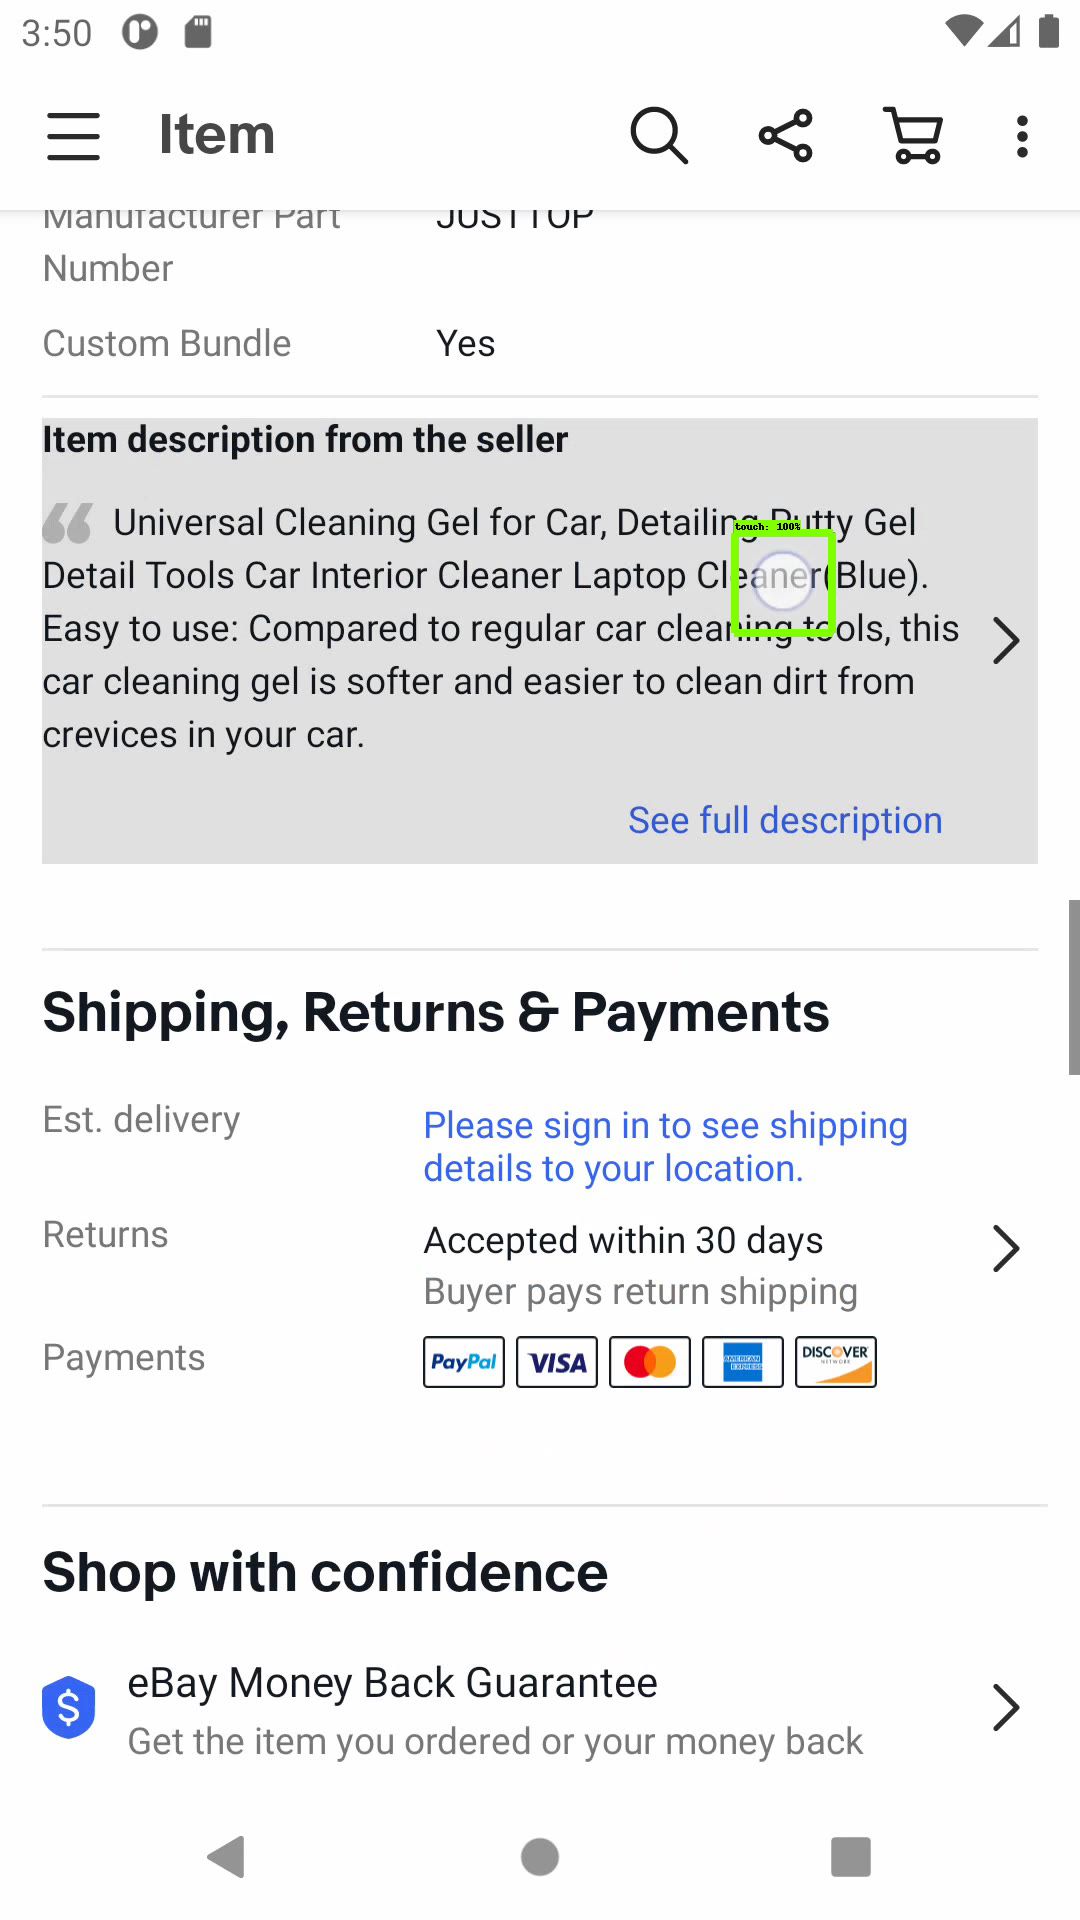 3:50
Item
Manufacturer Part
Number
JUSTTOP
Custom Bundle
Yes
Item description from the seller
Universal Cleaning Gel for Car, Detailing Putty Gel
Detail Tools Car Interior Cleaner Laptop Cleaner(Blue).
Easy to use: Compared to regular car cleaning tools, this
car cleaning gel is softer and easier to clean dirt from
crevices in your car.
touch: 100%
See full description
Shipping, Returns & Payments
Est. delivery
Please sign in to see shipping
details to your location.
Returns
Accepted within 30 days
Buyer pays return shipping
Payments
PayPal
VISA
AMERICAN
EXPRESS
DISCOVER
NETWORK
Shop with confidence
$
eBay Money Back Guarantee
Get the item you ordered or your money back